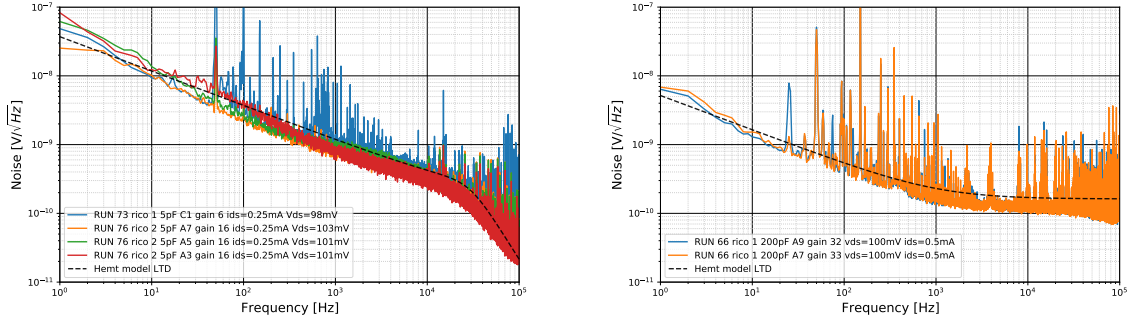 10⁻⁷
10⁻⁸
10⁻⁹
10⁻¹⁰
10⁻¹¹
Noise [V/√Hz]
RUN 73 rico 1 5pF C1 gain 6 ids=0.25mA Vds=98mV
RUN 76 rico 2 5pF A7 gain 16 ids=0.25mA Vds=103mV
RUN 76 rico 2 5pF A5 gain 16 ids=0.25mA Vds=101mV
RUN 76 rico 2 5pF A3 gain 16 ids=0.25mA Vds=101mV
Hemt model LTD
10⁰ 10¹ 10² 10³ 10⁴ 10⁵
Frequency [Hz]
10⁻⁷
10⁻⁸
10⁻⁹
10⁻¹⁰
10⁻¹¹
Noise [V/√Hz]
RUN 66 rico 1 200pF A9 gain 32 vds=100mV ids=0.5mA
RUN 66 rico 1 200pF A7 gain 33 vds=100mV ids=0.5mA
Hemt model LTD
10⁰ 10¹ 10² 10³ 10⁴ 10⁵
Frequency [Hz]